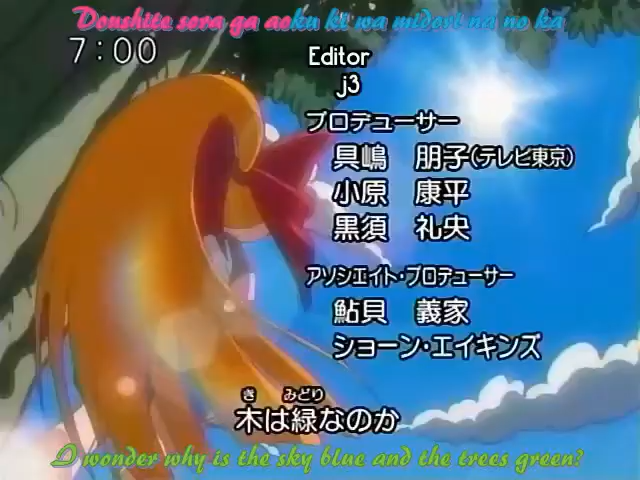 Doushite sora ga aoku ki wa midori na no ka
7:00
Editor
j3
プロデューサー
具嶋 朋子(テレビ東京)
小原 康平
黒須 礼央
アソシエイト・プロデューサー
鮎貝 義家
ショーン・エイキンズ
き みどり
木は緑なのか
I wonder why is the sky blue and the trees green?